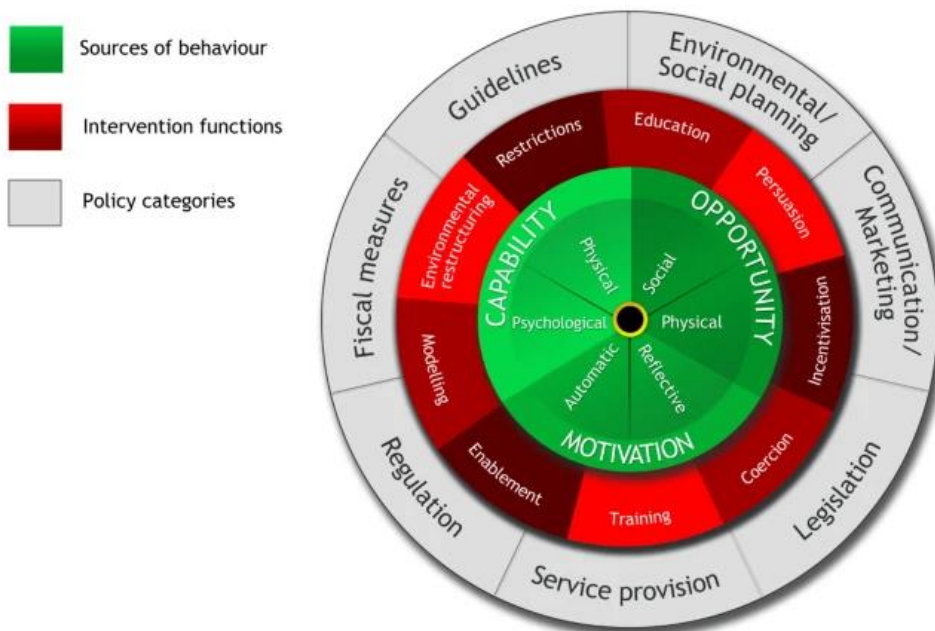 Sources of behaviour
Intervention functions
Policy categories
Guidelines
Environmental/
Social planning
Communication/
Marketing
Legislation
Service provision
Regulation
Fiscal measures
Restrictions
Education
Persuasion
Incentivisation
Coercion
Training
Enablement
Modelling
Environmental
restructuring
CAPABILITY
OPPORTUNITY
MOTIVATION
Physical
Social
Physical
Reflective
Automatic
Psychological